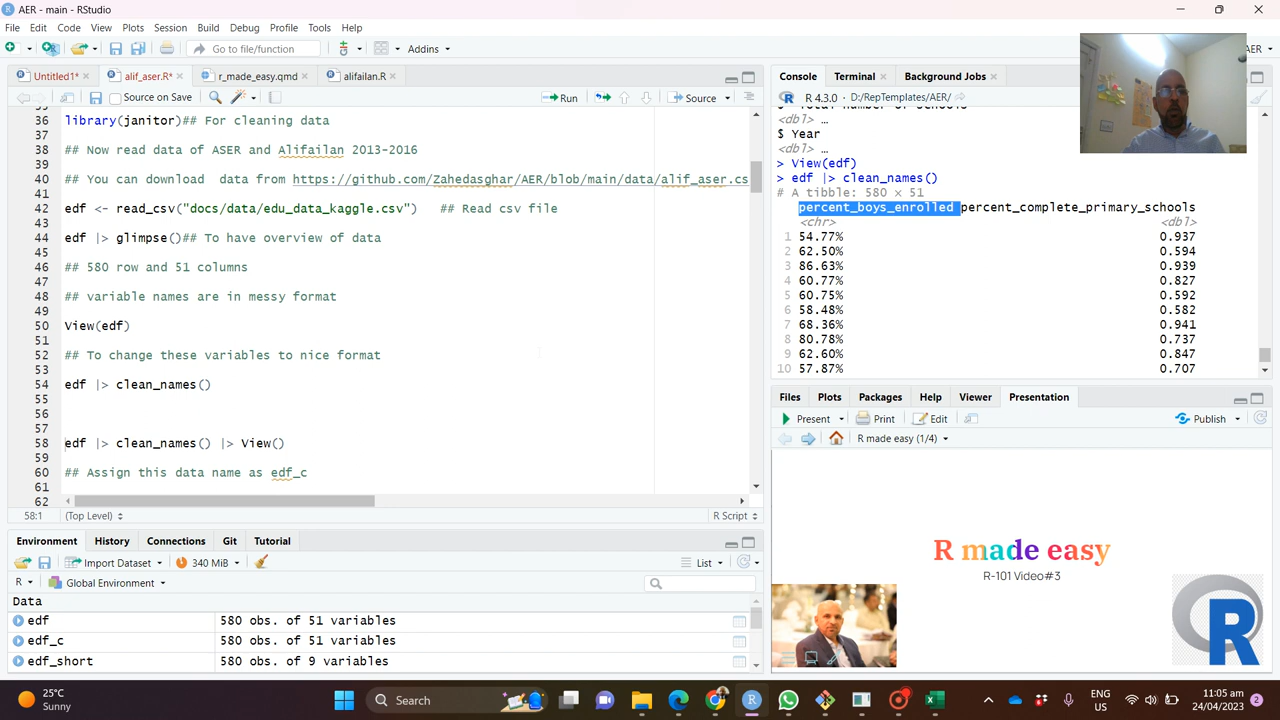 AER - main - RStudio
File Edit Code View Plots Session Build Debug Profile Tools Help
Go to file/function Addins AER
Untitled1* alif_aser.R* r_made_easy.qmd alifailan.R
Source on Save Run Source
36 library(janitor)## For cleaning data
37
38 ## Now read data of ASER and Alifailan 2013-2016
39
40 ## You can download  data from https://github.com/Zahedasghar/AER/blob/main/data/alif_aser.cs
41
42 edf <- read_csv("docs/data/edu_data_kaggle.csv")   ## Read csv file
43
44 edf |> glimpse()## To have overview of data
45
46 ## 580 row and 51 columns
47
48 ## variable names are in messy format
49
50 View(edf)
51
52 ## To change these variables to nice format
53
54 edf |> clean_names()
55
56
57
58 edf |> clean_names() |> View()
59
60 ## Assign this data name as edf_c
61
62
58:1 (Top Level) R Script
Environment History Connections Git Tutorial
Import Dataset 340 MiB List
R Global Environment
Data
edf 580 obs. of 51 variables
edf_c 580 obs. of 51 variables
edf_short 580 obs. of 9 variables
Console Terminal Background Jobs
R 4.3.0 · D:/RepTemplates/AER/
<dbl> …
$ Year
<dbl> …
> View(edf)
> edf |> clean_names()
# A tibble: 580 × 51
percent_boys_enrolled percent_complete_primary_schools
<chr> <dbl>
1 54.77% 0.937
2 62.50% 0.594
3 86.63% 0.939
4 60.77% 0.827
5 60.75% 0.592
6 58.48% 0.582
7 68.36% 0.941
8 80.78% 0.737
9 62.60% 0.847
10 57.87% 0.707
Files Plots Packages Help Viewer Presentation
Present Print Edit Publish
R made easy (1/4)
R made easy
R-101 Video#3
R
25°C
Sunny
Search
ENG
US
11:05 am
24/04/2023
2